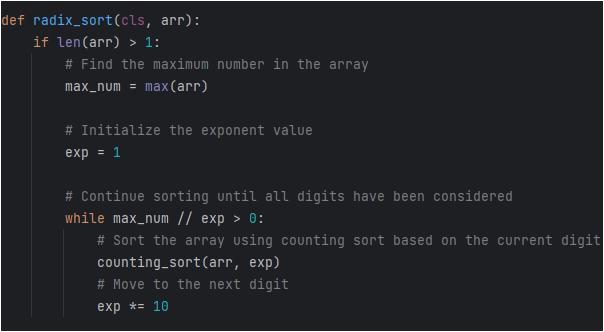 def radix_sort(cls, arr):
    if len(arr) > 1:
        # Find the maximum number in the array
        max_num = max(arr)

        # Initialize the exponent value
        exp = 1

        # Continue sorting until all digits have been considered
        while max_num // exp > 0:
            # Sort the array using counting sort based on the current digit
            counting_sort(arr, exp)
            # Move to the next digit
            exp *= 10